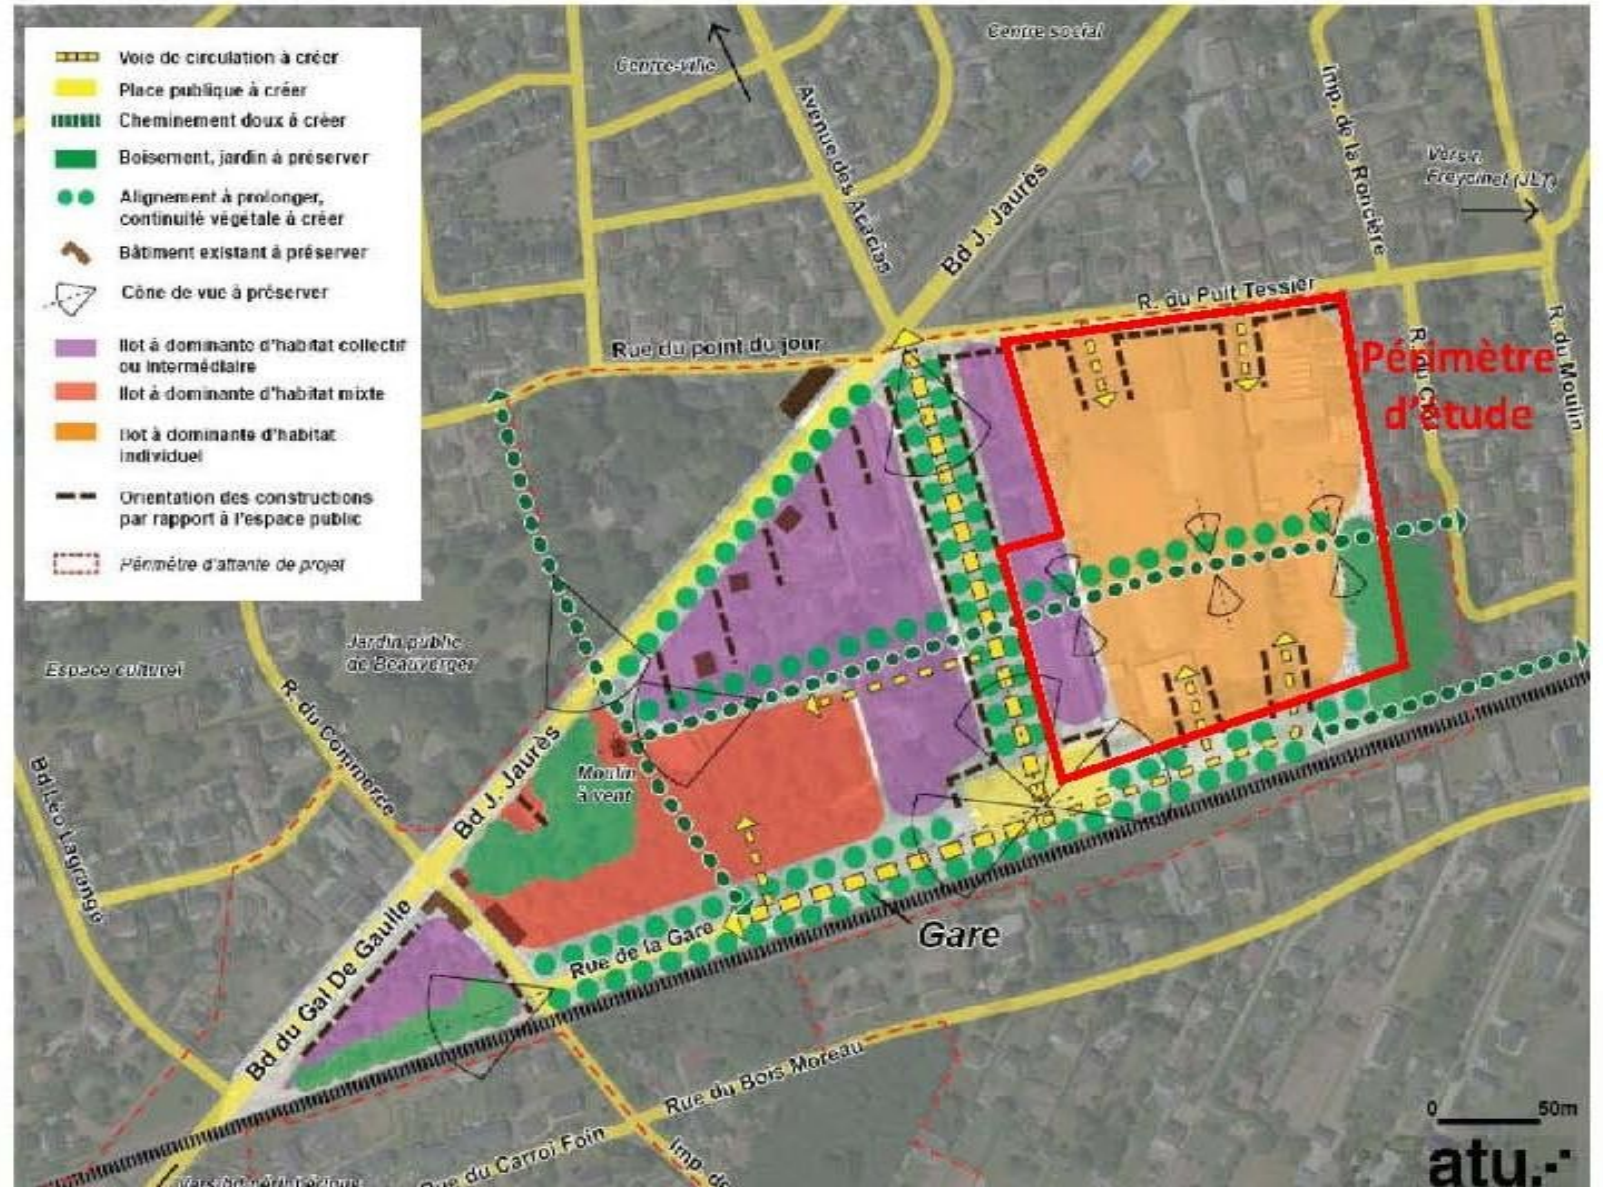 Voie de circulation à créer
Place publique à créer
Cheminement doux à créer
Boisement, jardin à préserver
Alignement à prolonger,
continuité végétale à créer
Bâtiment existant à préserver
Cône de vue à préserver
Ilot à dominante d'habitat collectif
ou intermédiaire
Ilot à dominante d'habitat mixte
Ilot à dominante d'habitat
individuel
Orientation des constructions
par rapport à l'espace public
Périmètre d'attente de projet
Centre-ville
Centre social
Avenue des Acacias
Bd J. Jaurès
Imp. de la Roncière
Vers r.
Freycinet (JLT)
R. du Puit Tessier
Rue du point du jour
Périmètre
d'étude
R. du
R. du Moulin
Jardin public
de Beauverger
Espace culturel
R. du Commerce
Bd J. Jaurès
Moulin
à vent
Bd Léo Lagrange
Bd du Gal De Gaulle
Rue de la Gare
Gare
Rue du Bois Moreau
Rue du Carroi Foin
Imp. de
0 50m
atu.